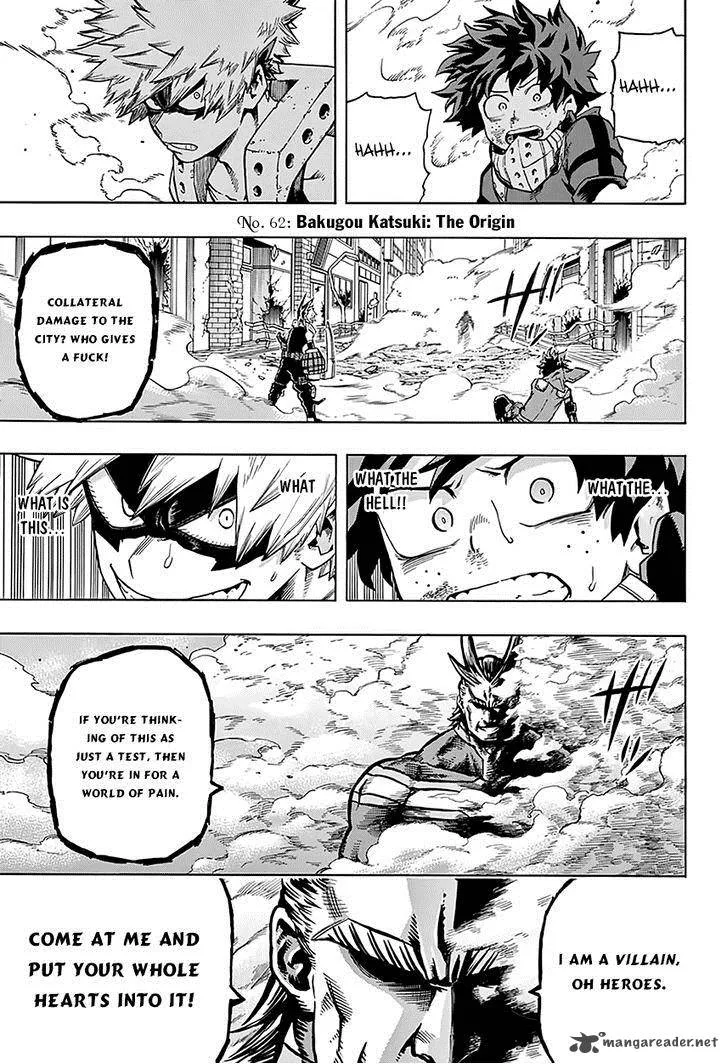 HAHH...
HAHH...
No. 62: Bakugou Katsuki: The Origin
COLLATERAL
DAMAGE TO THE
CITY? WHO GIVES
A FUCK!
WHAT THE...
WHAT THE
HELL!!
WHAT
WHAT IS
THIS...
IF YOU'RE THINK-
ING OF THIS AS
JUST A TEST, THEN
YOU'RE IN FOR A
WORLD OF PAIN.
I AM A VILLAIN,
OH HEROES.
COME AT ME AND
PUT YOUR WHOLE
HEARTS INTO IT!
mangareader.net